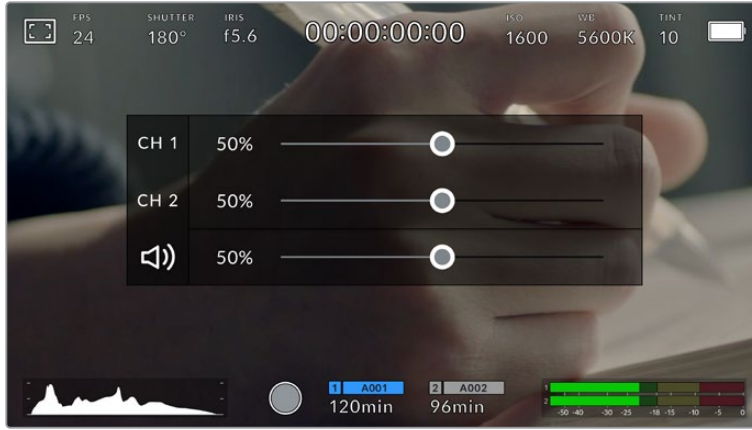 FPS SHUTTER IRIS ISO WB TINT
24 180° f5.6 00:00:00:00 1600 5600K 10
CH 1 50%
CH 2 50%
50%
1 A001 2 A002
120min 96min
1
2
-50 -40 -30 -25 -18 -15 -10 -5 0